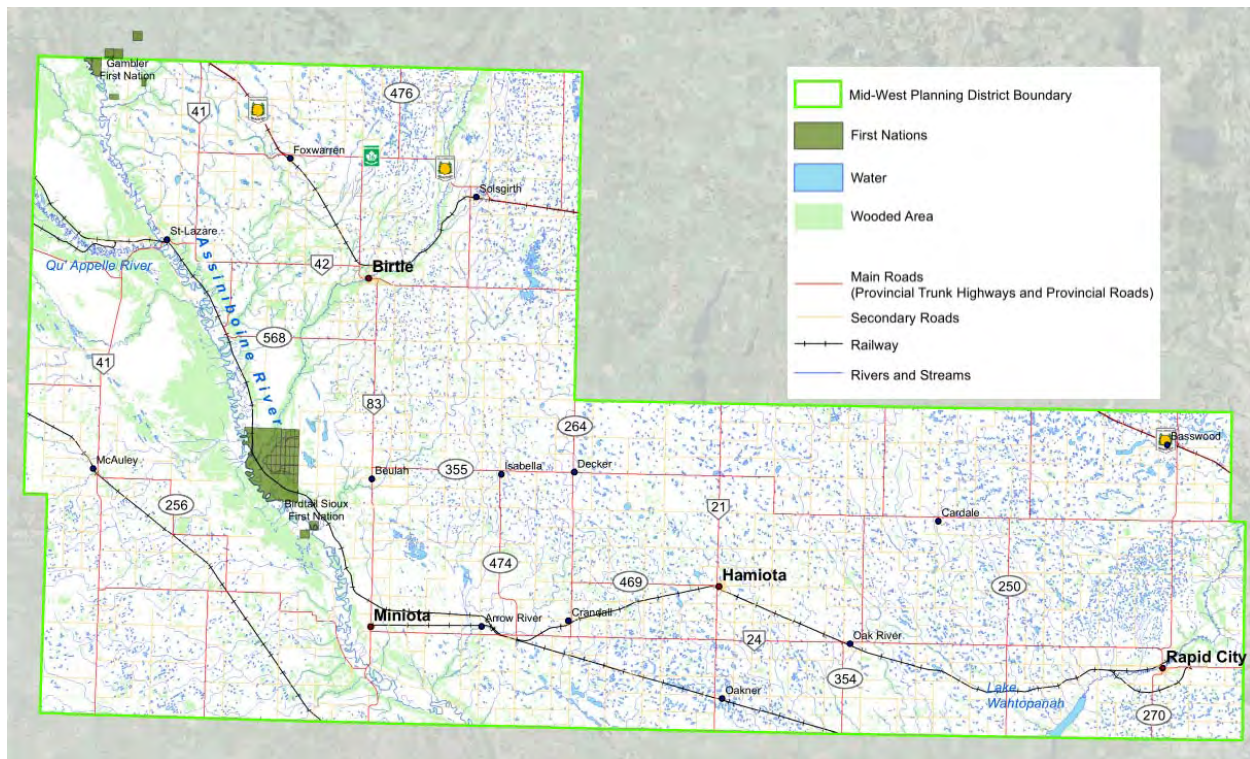 Gambler
First Nation
476
41
Foxwarren
Solsgirth
St-Lazare
Qu' Appelle River
Assiniboine River
42
Birtle
568
41
83
264
McAuley
Beulah
355
Isabella
Decker
Basswood
256
Birdtail Sioux
First Nation
21
Cardale
474
469
Hamiota
250
Miniota
Arrow River
Crandall
24
Oak River
Rapid City
354
Oakner
Lake
Wahtopanah
270
Mid-West Planning District Boundary
First Nations
Water
Wooded Area
Main Roads
(Provincial Trunk Highways and Provincial Roads)
Secondary Roads
Railway
Rivers and Streams